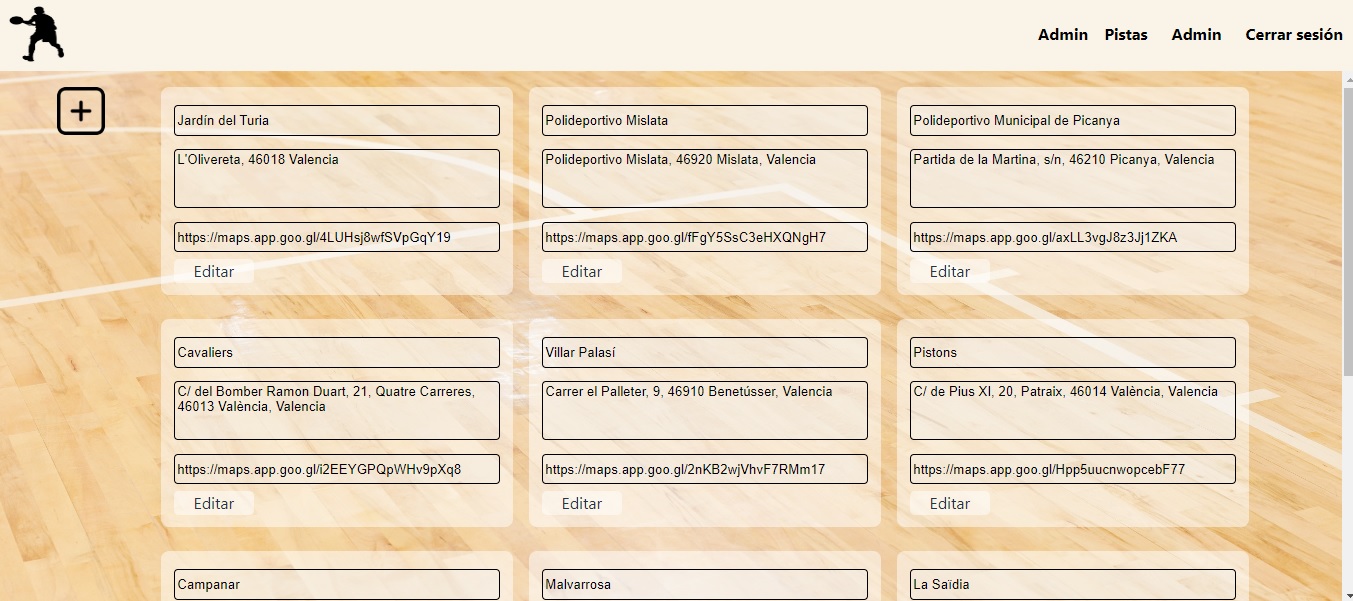 Admin Pistas Admin Cerrar sesión
Jardín del Turia
L'Olivereta, 46018 Valencia
https://maps.app.goo.gl/4LUHsj8wfSVpGqY19
Editar
Polideportivo Mislata
Polideportivo Mislata, 46920 Mislata, Valencia
https://maps.app.goo.gl/fFgY5SsC3eHXQNgH7
Editar
Polideportivo Municipal de Picanya
Partida de la Martina, s/n, 46210 Picanya, Valencia
https://maps.app.goo.gl/axLL3vgJ8z3Jj1ZKA
Editar
Cavaliers
C/ del Bomber Ramon Duart, 21, Quatre Carreres,
46013 València, Valencia
https://maps.app.goo.gl/i2EEYGPQpWHv9pXq8
Editar
Villar Palasí
Carrer el Palleter, 9, 46910 Benetússer, Valencia
https://maps.app.goo.gl/2nKB2wjVhvF7RMm17
Editar
Pistons
C/ de Pius XI, 20, Patraix, 46014 València, Valencia
https://maps.app.goo.gl/Hpp5uucnwopcebF77
Editar
Campanar
Malvarrosa
La Saïdia